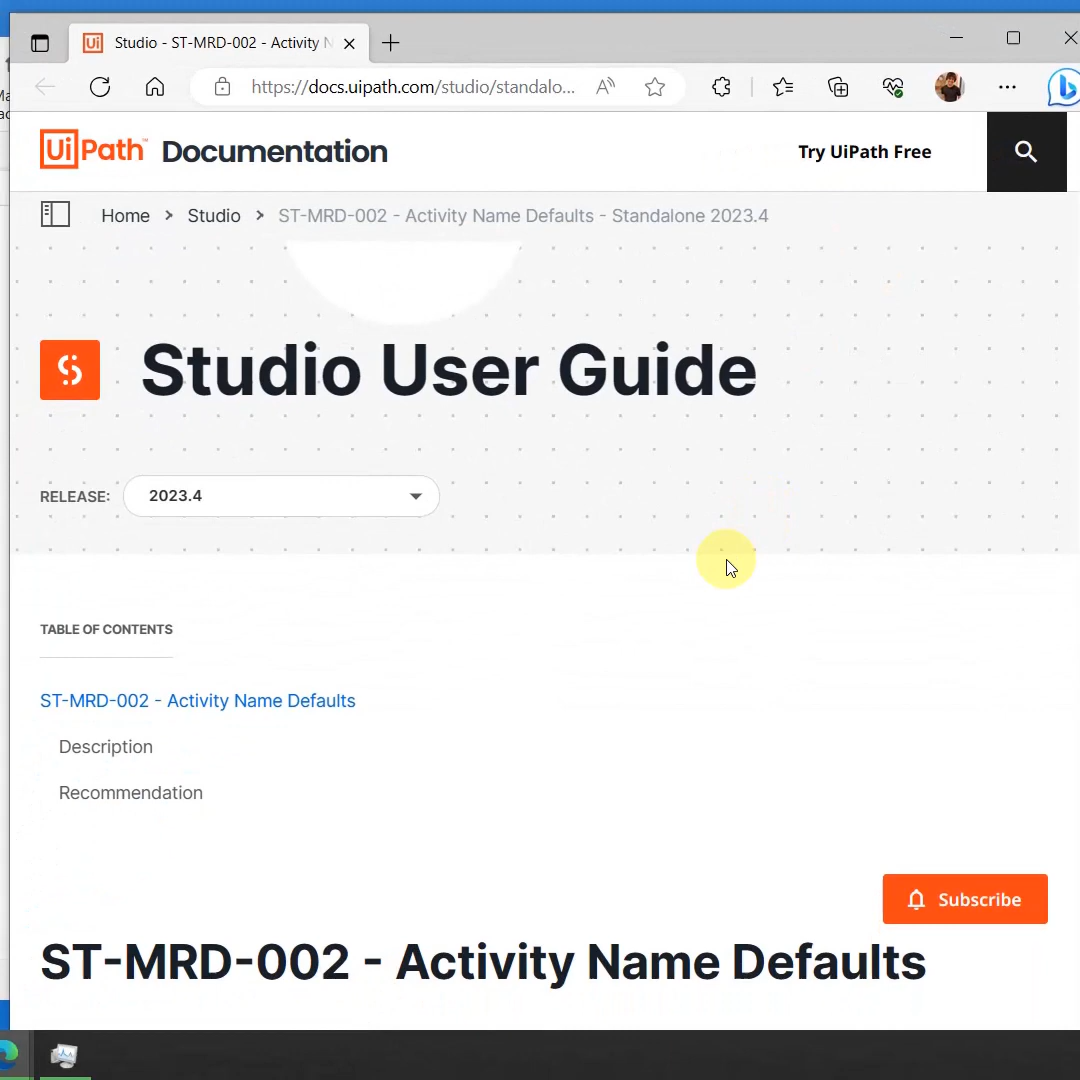 Studio - ST-MRD-002 - Activity N
https://docs.uipath.com/studio/standalo...
UiPath™ Documentation
Try UiPath Free
Home > Studio > ST-MRD-002 - Activity Name Defaults - Standalone 2023.4
Studio User Guide
RELEASE: 2023.4
TABLE OF CONTENTS
ST-MRD-002 - Activity Name Defaults
Description
Recommendation
Subscribe
ST-MRD-002 - Activity Name Defaults